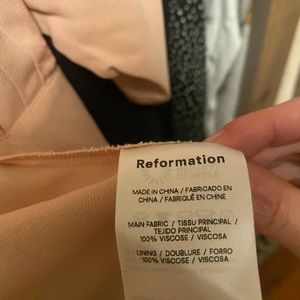 Reformation
MADE IN CHINA / FABRICADO EN
CHINA / FABRIQUÉ EN CHINE
MAIN FABRIC / TISSU PRINCIPAL /
TEJIDO PRINCIPAL
100% VISCOSE / VISCOSA
LINING / DOUBLURE / FORRO
100% VISCOSE / VISCOSA